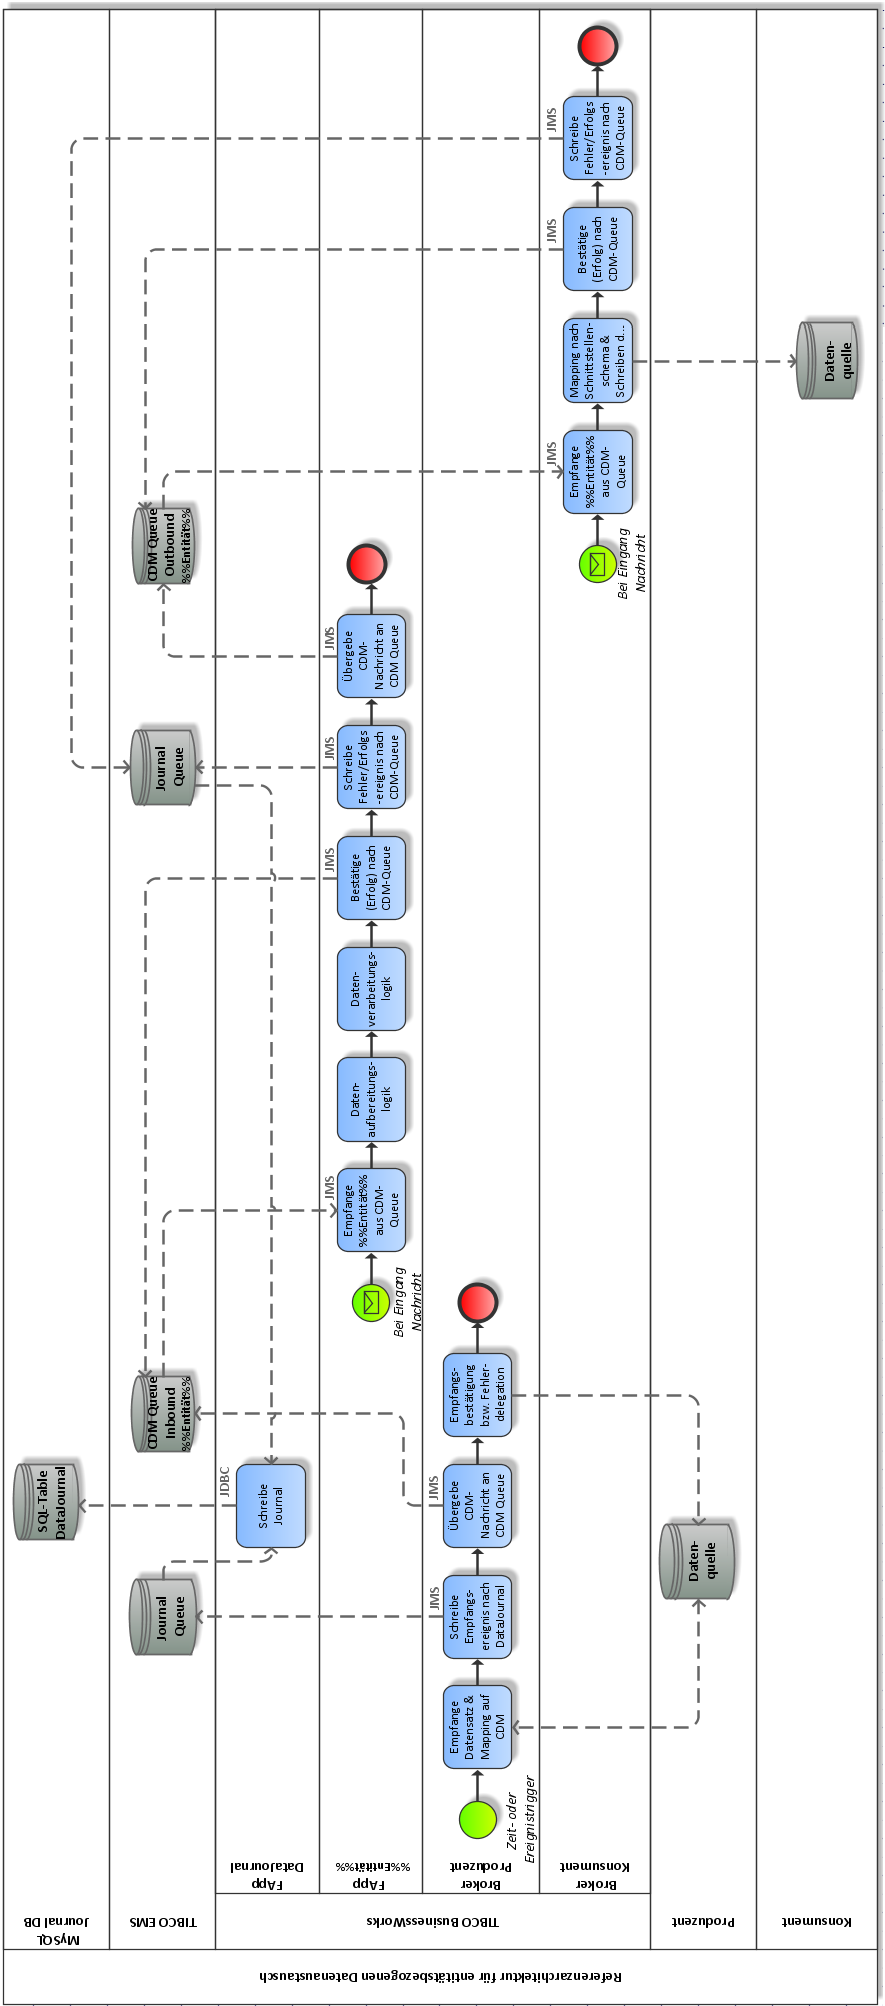 Referenzarchitektur für entitätsbezogenen Datenaustausch
MySQL
Journal DB
TIBCO EMS
TIBCO BusinessWorks
Produzent
Konsument
FApp
DataJournal
FApp
%%Entität%%
Broker
Produzent
Broker
Konsument
SQL-Table
DataJournal
Journal
Queue
CDM Queue
Inbound
%%Entität%%
Journal
Queue
CDM Queue
Outbound
%%Entität%%
JDBC
Schreibe
Journal
Bei Eingang
Nachricht
JMS
Empfange
%%Entität%%
aus CDM-
Queue
Daten-
aufbereitungs-
logik
Daten-
verarbeitungs-
logik
JMS
Bestätige
(Erfolg) nach
CDM-Queue
JMS
Schreibe
Fehler/Erfolgs
-ereignis nach
CDM-Queue
JMS
Übergebe
CDM-
Nachricht an
CDM Queue
Zeit- oder
Ereignistrigger
Empfange
Datensatz &
Mapping auf
CDM
JMS
Schreibe
Empfangs-
ereignis nach
DataJournal
JMS
Übergebe
CDM-
Nachricht an
CDM Queue
Empfangs-
bestätigung
bzw. Fehler-
delegation
Bei Eingang
Nachricht
JMS
Empfange
%%Entität%%
aus CDM-
Queue
Mapping nach
Schnittstellen-
schema &
Schreiben d...
JMS
Bestätige
(Erfolg) nach
CDM-Queue
JMS
Schreibe
Fehler/Erfolgs
-ereignis nach
CDM-Queue
Daten-
quelle
Daten-
quelle